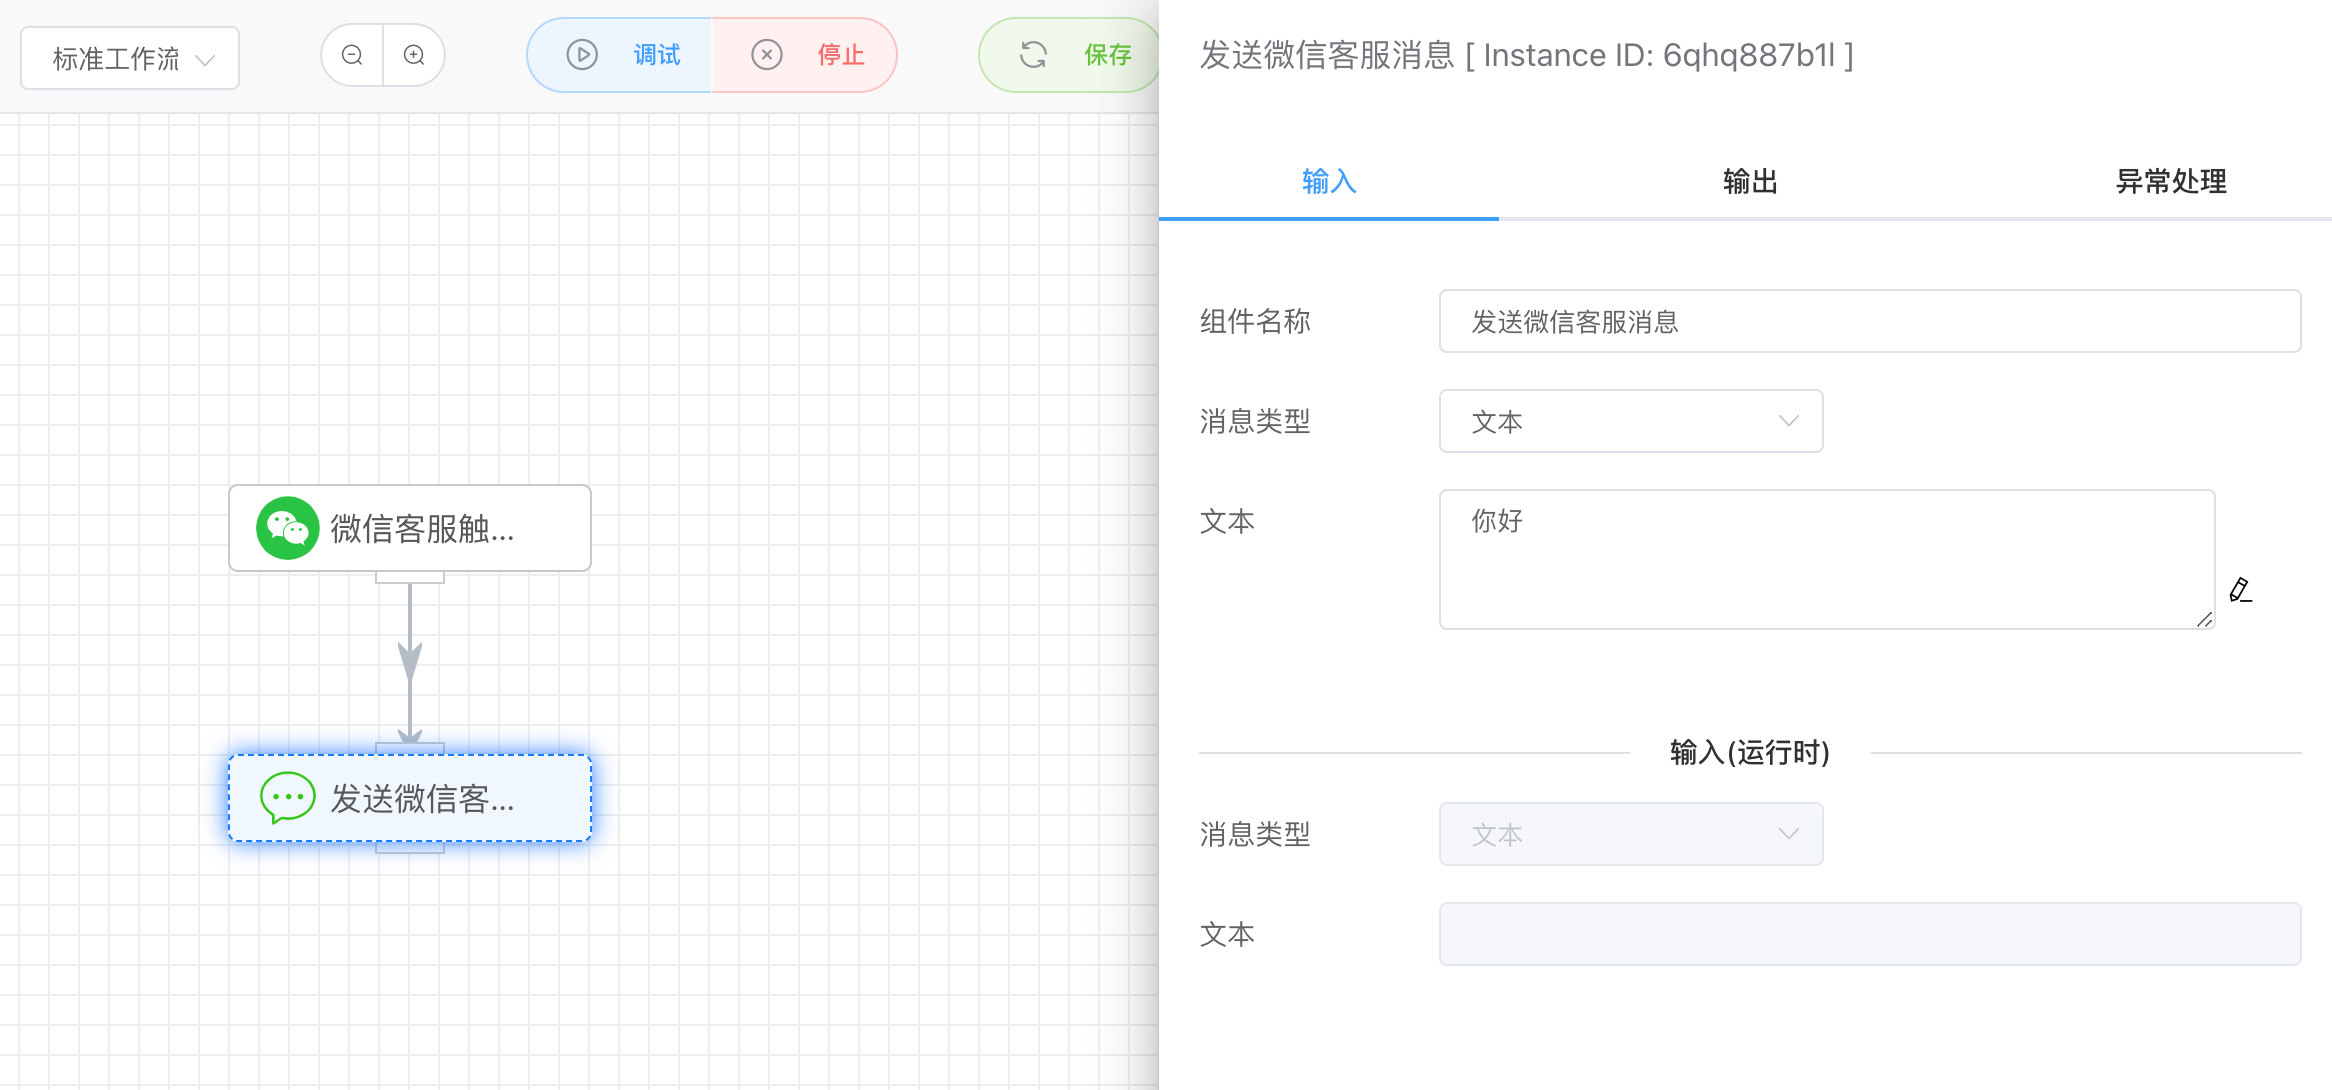 标准工作流
调试
停止
保存
微信客服触...
发送微信客...
发送微信客服消息 [ Instance ID: 6qhq887b1l ]
输入
输出
异常处理
组件名称
发送微信客服消息
消息类型
文本
文本
你好
输入(运行时)
消息类型
文本
文本